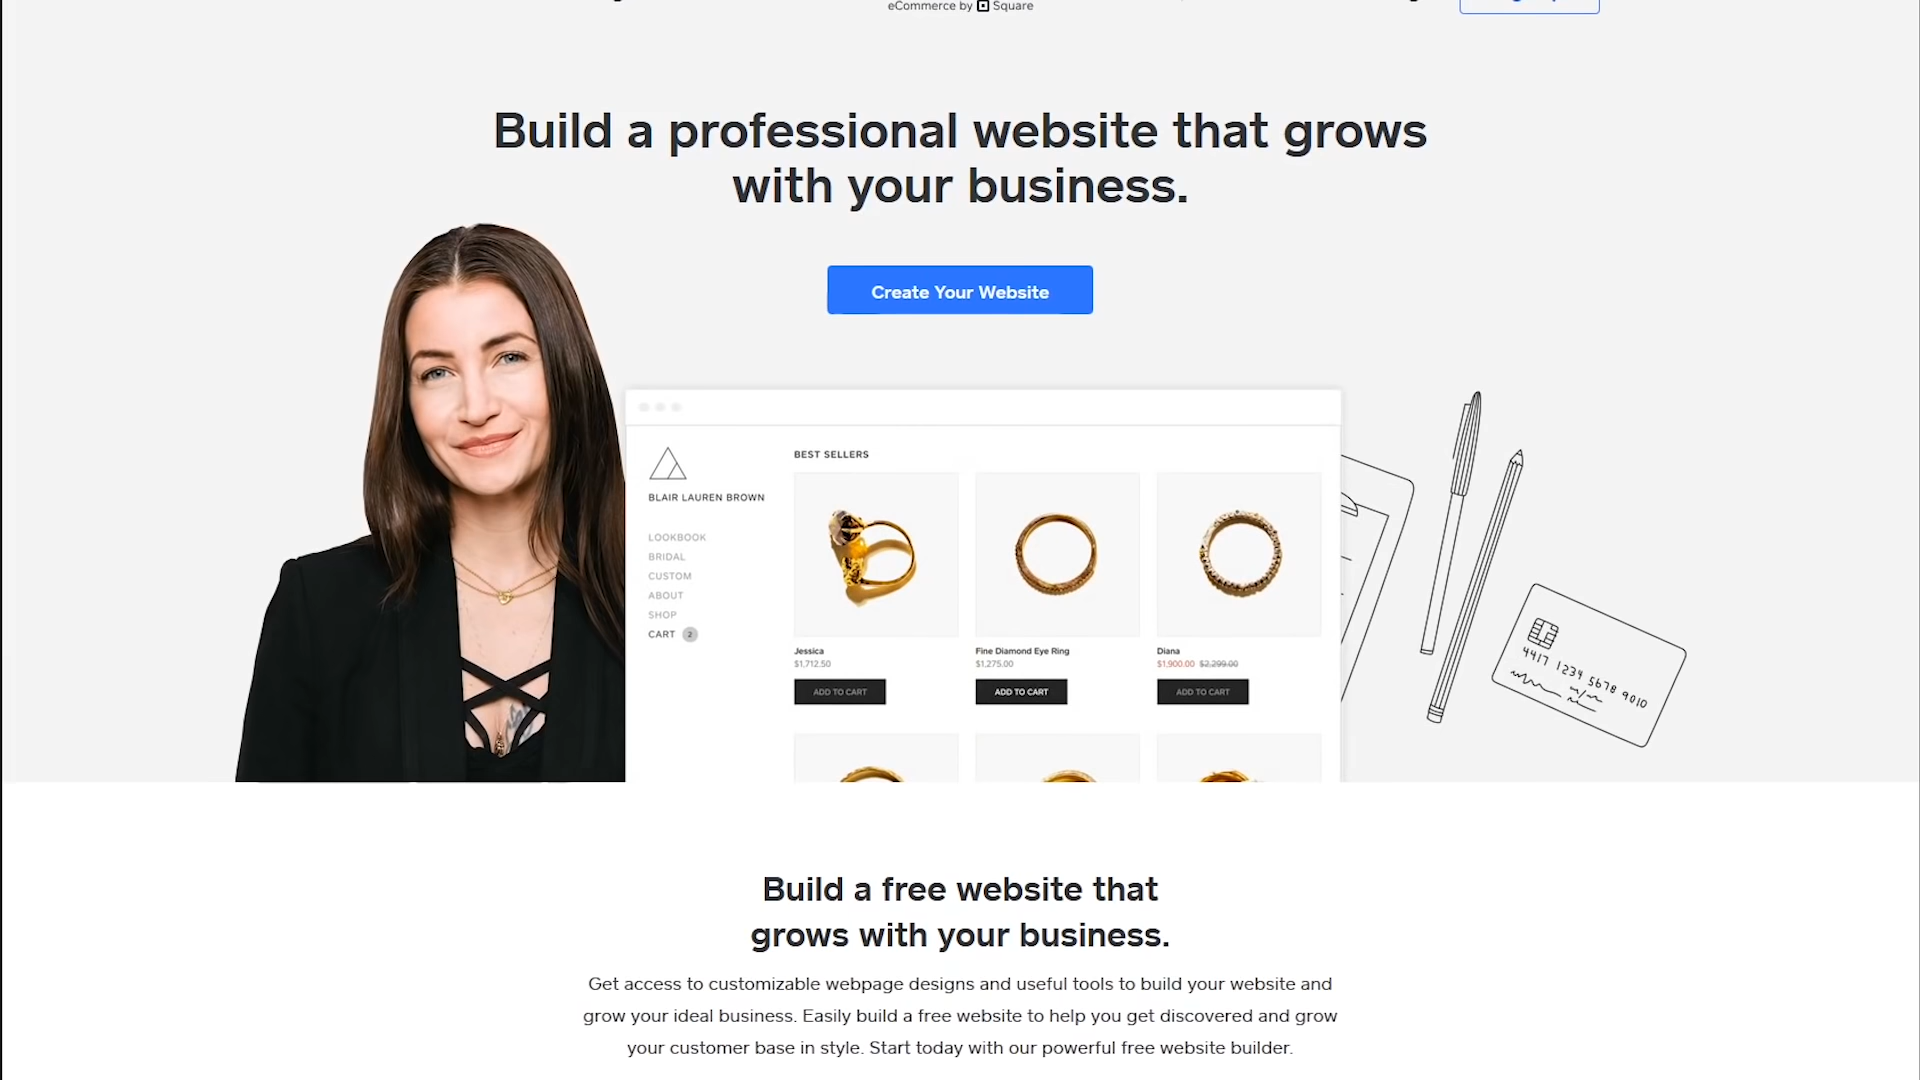 eCommerce by Square
Build a professional website that grows
with your business.
Create Your Website
BLAIR LAUREN BROWN
LOOKBOOK
BRIDAL
CUSTOM
ABOUT
SHOP
CART 2
BEST SELLERS
Jessica
$1,712.50
ADD TO CART
Fine Diamond Eye Ring
$1,275.00
ADD TO CART
Diana
$1,900.00 $2,299.00
ADD TO CART
4417 1234 5678 9010
Build a free website that
grows with your business.
Get access to customizable webpage designs and useful tools to build your website and
grow your ideal business. Easily build a free website to help you get discovered and grow
your customer base in style. Start today with our powerful free website builder.